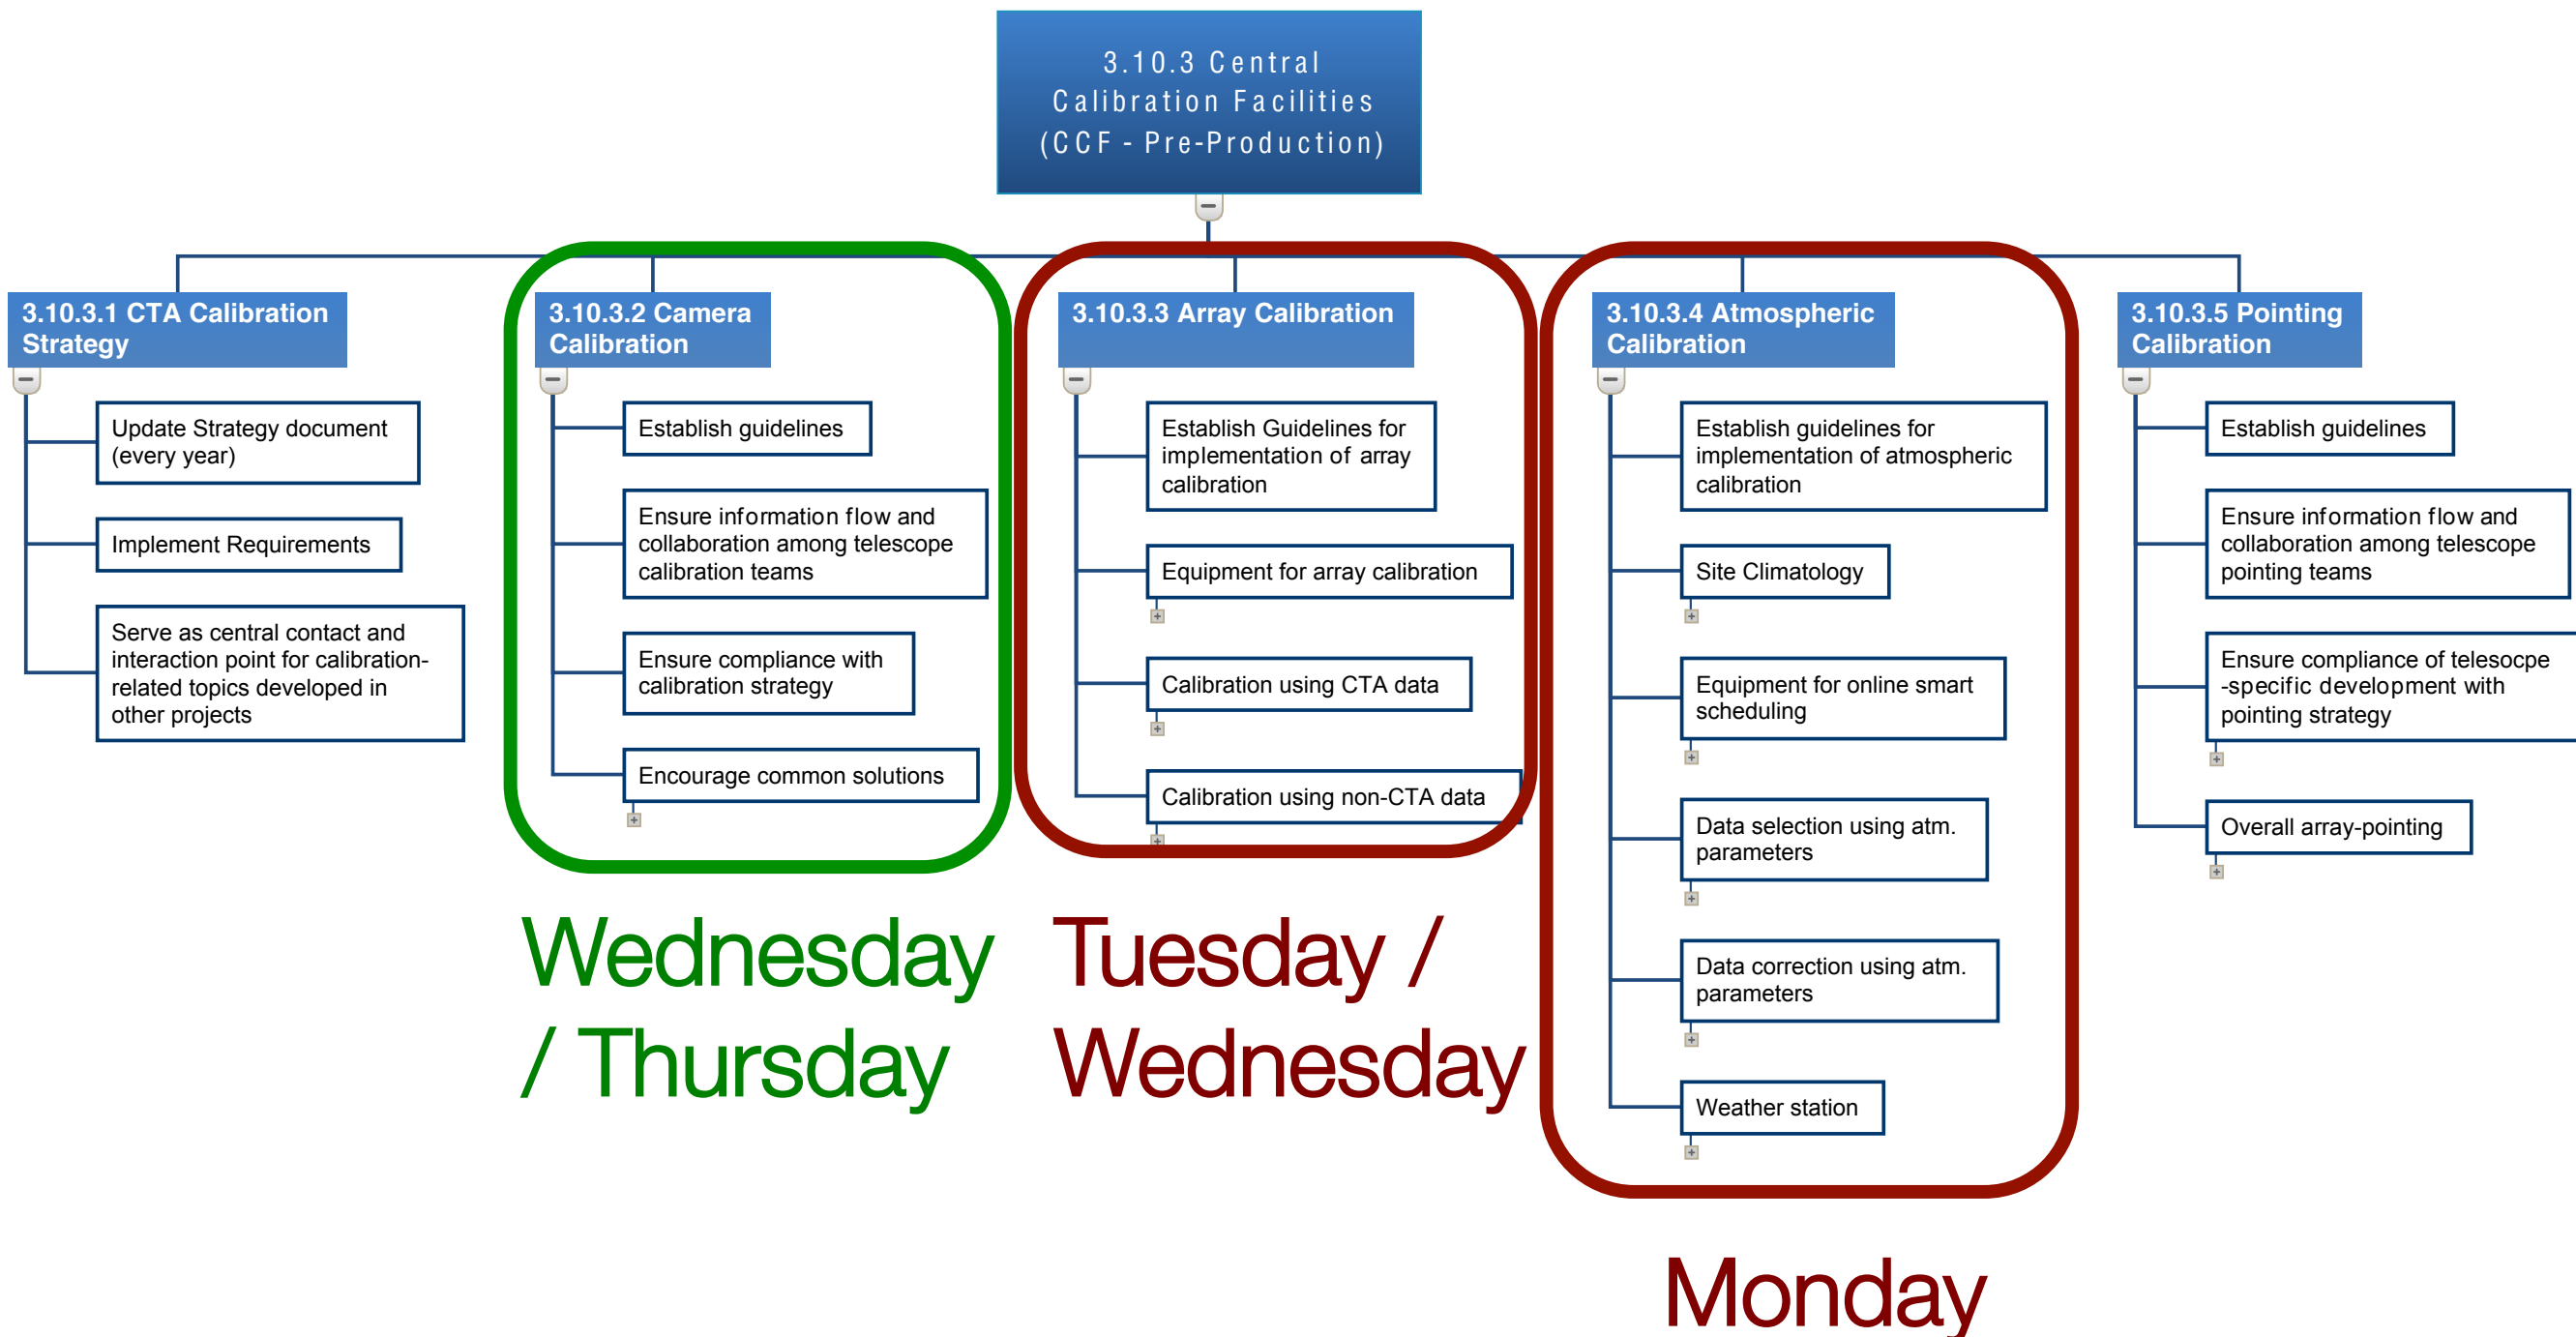 3.10.3 Central
Calibration Facilities
(CCF - Pre-Production)
3.10.3.1 CTA Calibration
Strategy
Update Strategy document
(every year)
Implement Requirements
Serve as central contact and
interaction point for calibration-
related topics developed in
other projects
3.10.3.2 Camera
Calibration
Establish guidelines
Ensure information flow and
collaboration among telescope
calibration teams
Ensure compliance with
calibration strategy
Encourage common solutions
Wednesday
/ Thursday
3.10.3.3 Array Calibration
Establish Guidelines for
implementation of array
calibration
Equipment for array calibration
Calibration using CTA data
Calibration using non-CTA data
Tuesday /
Wednesday
3.10.3.4 Atmospheric
Calibration
Establish guidelines for
implementation of atmospheric
calibration
Site Climatology
Equipment for online smart
scheduling
Data selection using atm.
parameters
Data correction using atm.
parameters
Weather station
Monday
3.10.3.5 Pointing
Calibration
Establish guidelines
Ensure information flow and
collaboration among telescope
pointing teams
Ensure compliance of telesocpe
-specific development with
pointing strategy
Overall array-pointing